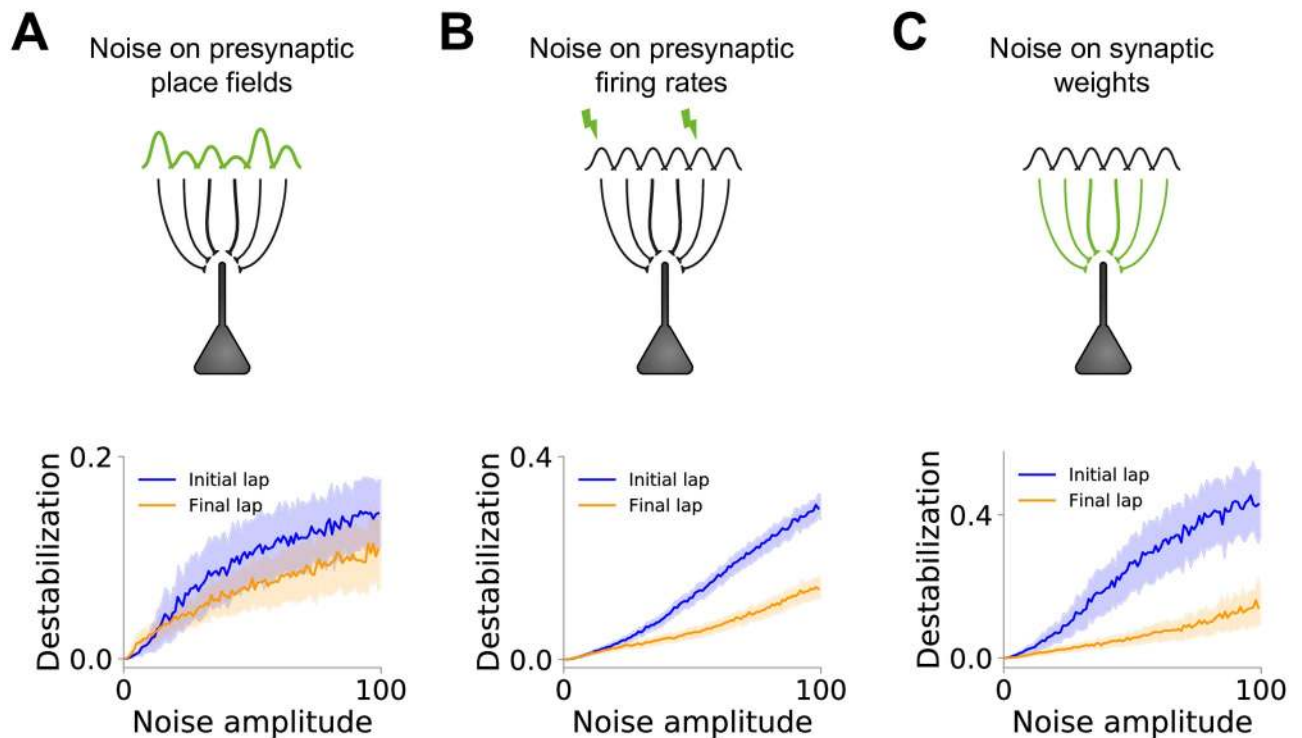 A
Noise on presynaptic
place fields
B
Noise on presynaptic
firing rates
C
Noise on synaptic
weights
Destabilization
0.2
0.0
Initial lap
Final lap
0
100
Noise amplitude
Destabilization
0.4
0.0
Initial lap
Final lap
0
100
Noise amplitude
Destabilization
0.4
0.0
Initial lap
Final lap
0
100
Noise amplitude